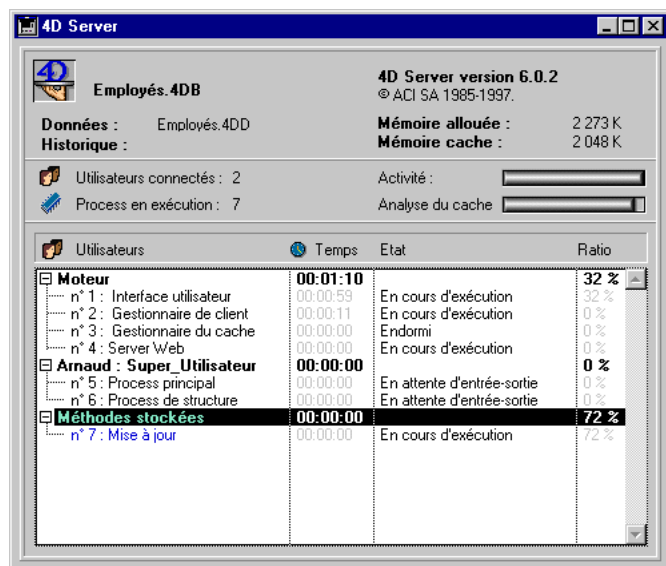 4D Server
4D
Employés.4DB
4D Server version 6.0.2
© ACI SA 1985-1997.
Données : Employés.4DD
Mémoire allouée : 2 273 K
Historique :
Mémoire cache : 2 048 K
Utilisateurs connectés : 2
Activité :
Process en exécution : 7
Analyse du cache
Utilisateurs Temps Etat Ratio
Moteur 00:01:10 32 %
n° 1 : Interface utilisateur 00:00:59 En cours d'exécution 32 %
n° 2 : Gestionnaire de client 00:00:11 En cours d'exécution 0 %
n° 3 : Gestionnaire du cache 00:00:00 Endormi 0 %
n° 4 : Server Web 00:00:00 En cours d'exécution 0 %
Arnaud : Super_Utilisateur 00:00:00 0 %
n° 5 : Process principal 00:00:00 En attente d'entrée-sortie 0 %
n° 6 : Process de structure 00:00:00 En attente d'entrée-sortie 0 %
Méthodes stockées 00:00:00 72 %
n° 7 : Mise à jour 00:00:00 En cours d'exécution 72 %